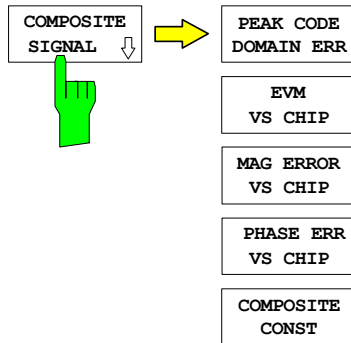 COMPOSITE
SIGNAL
PEAK CODE
DOMAIN ERR
EVM
VS CHIP
MAG ERROR
VS CHIP
PHASE ERR
VS CHIP
COMPOSITE
CONST